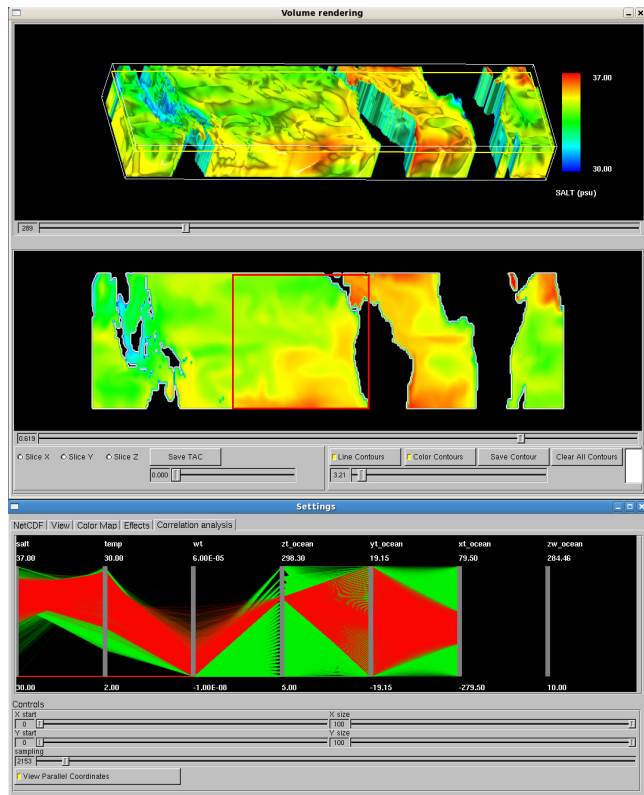 Volume rendering
37.00
30.00
SALT (psu)
289
0.619
Slice X Slice Y Slice Z Save TAC Line Contours Color Contours Save Contour Clear All Contours
0.000 3.21
Settings
NetCDF View Color Map Effects Correlation analysis
salt temp wt zt_ocean yt_ocean xt_ocean zw_ocean
37.00 30.00 6.00E-05 298.30 19.15 79.50 284.46
30.00 2.00 -1.00E-08 5.00 -19.15 -279.50 10.00
Controls
X start X size
0 100
Y start Y size
0 100
sampling
2153
View Parallel Coordinates